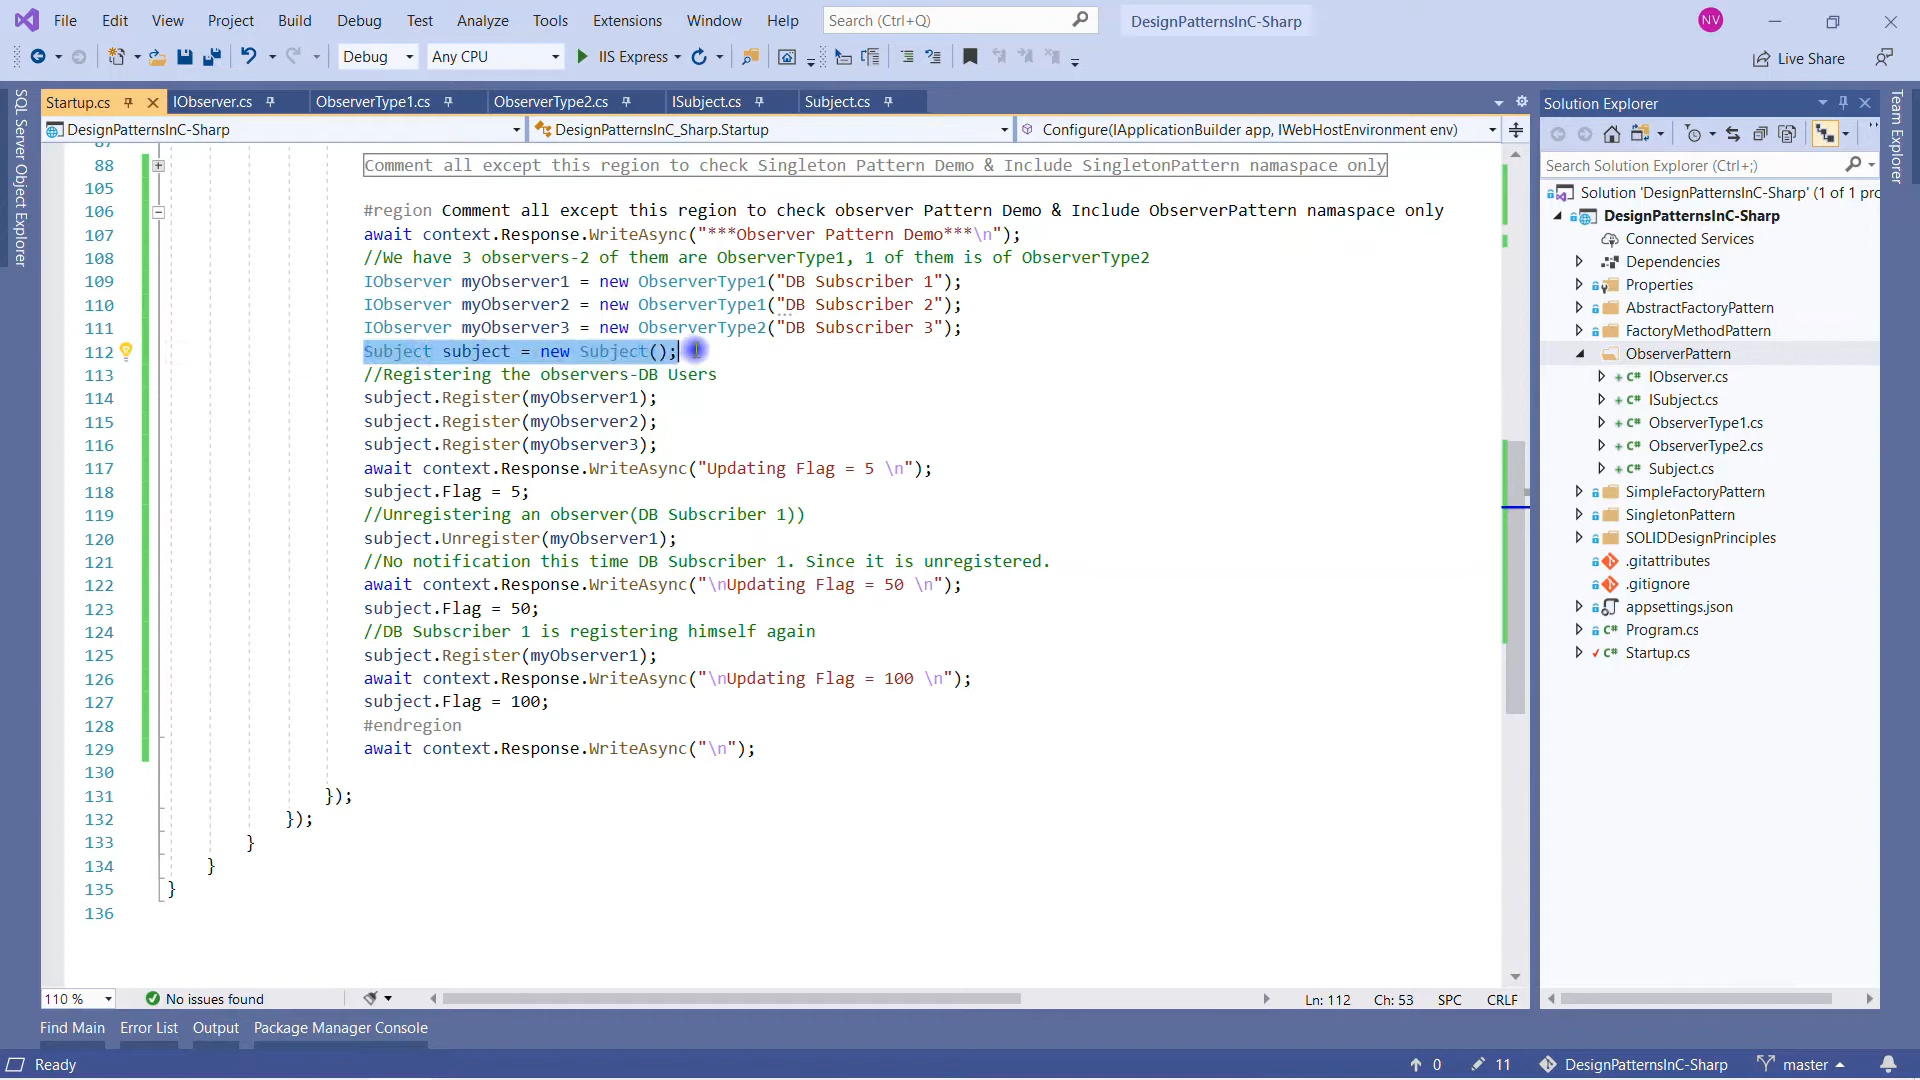 File Edit View Project Build Debug Test Analyze Tools Extensions Window Help Search (Ctrl+Q) DesignPatternsInC-Sharp NV
Debug Any CPU IIS Express Live Share
Startup.cs IObserver.cs ObserverType1.cs ObserverType2.cs ISubject.cs Subject.cs
DesignPatternsInC-Sharp DesignPatternsInC_Sharp.Startup Configure(IApplicationBuilder app, IWebHostEnvironment env)
SQL Server Object Explorer
87
88 Comment all except this region to check Singleton Pattern Demo & Include SingletonPattern namaspace only
105
106 #region Comment all except this region to check observer Pattern Demo & Include ObserverPattern namaspace only
107 await context.Response.WriteAsync("***Observer Pattern Demo***\n");
108 //We have 3 observers-2 of them are ObserverType1, 1 of them is of ObserverType2
109 IObserver myObserver1 = new ObserverType1("DB Subscriber 1");
110 IObserver myObserver2 = new ObserverType1("DB Subscriber 2");
111 IObserver myObserver3 = new ObserverType2("DB Subscriber 3");
112 Subject subject = new Subject();
113 //Registering the observers-DB Users
114 subject.Register(myObserver1);
115 subject.Register(myObserver2);
116 subject.Register(myObserver3);
117 await context.Response.WriteAsync("Updating Flag = 5 \n");
118 subject.Flag = 5;
119 //Unregistering an observer(DB Subscriber 1))
120 subject.Unregister(myObserver1);
121 //No notification this time DB Subscriber 1. Since it is unregistered.
122 await context.Response.WriteAsync("\nUpdating Flag = 50 \n");
123 subject.Flag = 50;
124 //DB Subscriber 1 is registering himself again
125 subject.Register(myObserver1);
126 await context.Response.WriteAsync("\nUpdating Flag = 100 \n");
127 subject.Flag = 100;
128 #endregion
129 await context.Response.WriteAsync("\n");
130
131 });
132 });
133 }
134 }
135 }
136
110 % No issues found Ln: 112 Ch: 53 SPC CRLF
Solution Explorer
Search Solution Explorer (Ctrl+;)
Solution 'DesignPatternsInC-Sharp' (1 of 1 pro
DesignPatternsInC-Sharp
Connected Services
Dependencies
Properties
AbstractFactoryPattern
FactoryMethodPattern
ObserverPattern
C# IObserver.cs
C# ISubject.cs
C# ObserverType1.cs
C# ObserverType2.cs
C# Subject.cs
SimpleFactoryPattern
SingletonPattern
SOLIDDesignPrinciples
.gitattributes
.gitignore
appsettings.json
C# Program.cs
C# Startup.cs
Team Explorer
Find Main Error List Output Package Manager Console
Ready 0 11 DesignPatternsInC-Sharp master